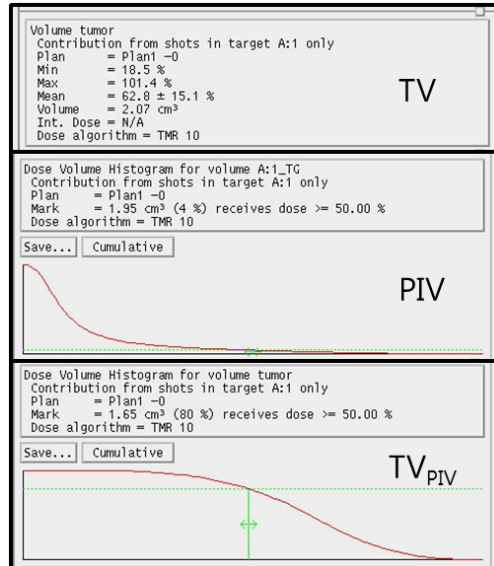 Volume tumor
Contribution from shots in target A:1 only
Plan = Plan1 -0
Min = 18.5 %
Max = 101.4 %
Mean = 62.8 ± 15.1 %
Volume = 2.07 cm³
Int. Dose = N/A
Dose algorithm = TMR 10
TV
Dose Volume Histogram for volume A:1_TG
Contribution from shots in target A:1 only
Plan = Plan1 -0
Mark = 1.95 cm³ (4 %) receives dose >= 50.00 %
Dose algorithm = TMR 10
Save... Cumulative
PIV
Dose Volume Histogram for volume tumor
Contribution from shots in target A:1 only
Plan = Plan1 -0
Mark = 1.65 cm³ (80 %) receives dose >= 50.00 %
Dose algorithm = TMR 10
Save... Cumulative
TVPIV